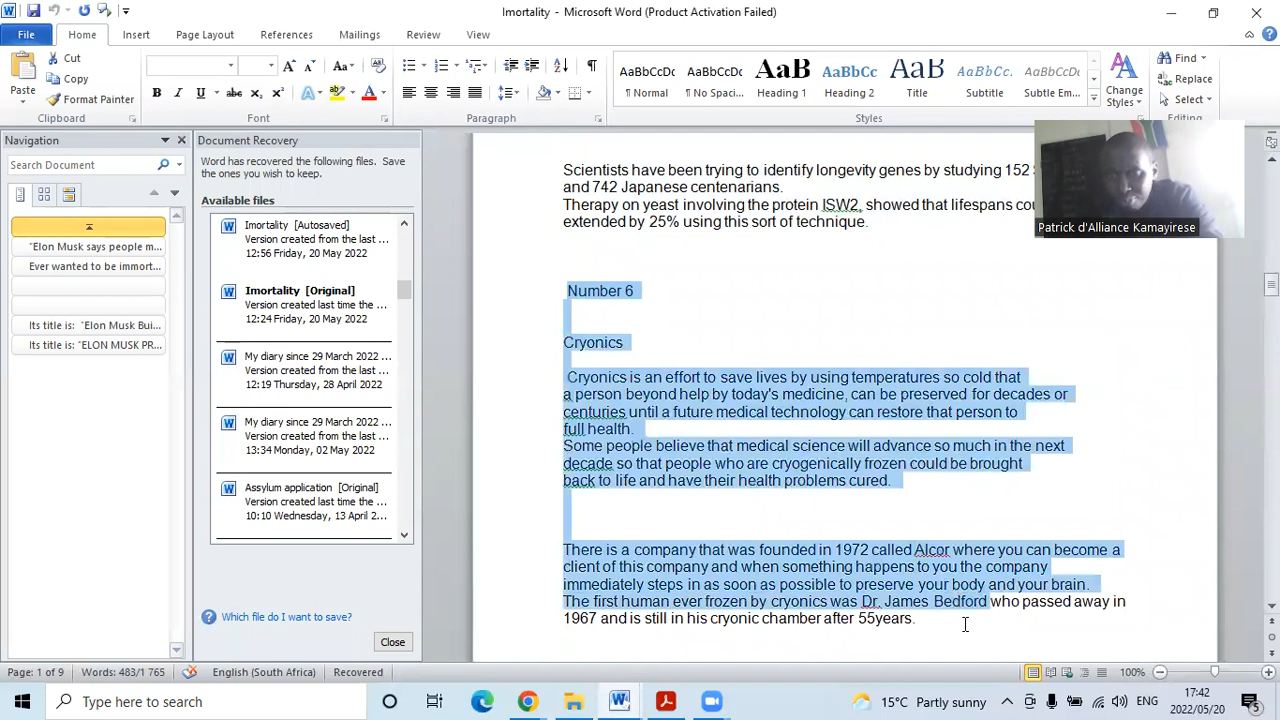 Imortality - Microsoft Word (Product Activation Failed)
File Home Insert Page Layout References Mailings Review View
Paste
Cut
Copy
Format Painter
Clipboard
Font
Paragraph
AaBbCcDc AaBbCcDc AaB AaBbCc AaB AaBbCc AaBbCcDc
¶ Normal ¶ No Spaci... Heading 1 Heading 2 Title Subtitle Subtle Em...
Change
Styles
Styles
Find
Replace
Select
Editing
Navigation
Search Document
"Elon Musk says people m...
Ever wanted to be immort...
Its title is: "Elon Musk Bui...
Its title is: "ELON MUSK PR...
Document Recovery
Word has recovered the following files. Save
the ones you wish to keep.
Available files
Imortality [Autosaved]
Version created from the last ...
12:56 Friday, 20 May 2022
Imortality [Original]
Version created last time the ...
12:24 Friday, 20 May 2022
My diary since 29 March 2022 ...
Version created from the last ...
12:19 Thursday, 28 April 2022
My diary since 29 March 2022 ...
Version created from the last ...
13:34 Monday, 02 May 2022
Assylum application [Original]
Version created last time the ...
10:10 Wednesday, 13 April 2...
Which file do I want to save?
Close
Scientists have been trying to identify longevity genes by studying 152
and 742 Japanese centenarians.
Therapy on yeast involving the protein ISW2, showed that lifespans
extended by 25% using this sort of technique.
Number 6
Cryonics
Cryonics is an effort to save lives by using temperatures so cold that
a person beyond help by today's medicine, can be preserved for decades or
centuries until a future medical technology can restore that person to
full health.
Some people believe that medical science will advance so much in the next
decade so that people who are cryogenically frozen could be brought
back to life and have their health problems cured.
There is a company that was founded in 1972 called Alcor where you can become a
client of this company and when something happens to you the company
immediately steps in as soon as possible to preserve your body and your brain.
The first human ever frozen by cryonics was Dr. James Bedford who passed away in
1967 and is still in his cryonic chamber after 55years.
Patrick d'Alliance Kamayirese
Page: 1 of 9 Words: 483/1 765 English (South Africa) Recovered 100%
Type here to search
15°C Partly sunny
ENG
17:42
2022/05/20
5